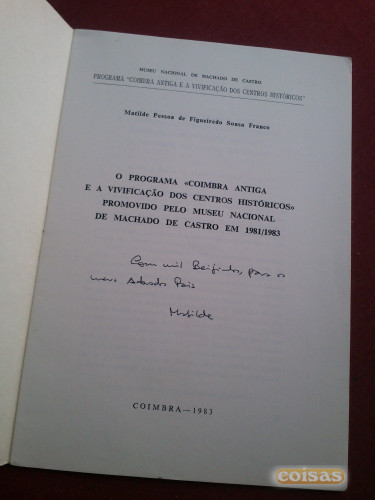 MUSEU NACIONAL DE MACHADO DE CASTRO
PROGRAMA "COIMBRA ANTIGA E A VIVIFICAÇÃO DOS CENTROS HISTÓRICOS"
Matilde Pessoa de Figueiredo Sousa Franco
O PROGRAMA «COIMBRA ANTIGA
E A VIVIFICAÇÃO DOS CENTROS HISTÓRICOS»
PROMOVIDO PELO MUSEU NACIONAL
DE MACHADO DE CASTRO EM 1981/1983
Com mil Beijinhos, para os
meus Adorados Pais
Matilde
COIMBRA—1983
coisas